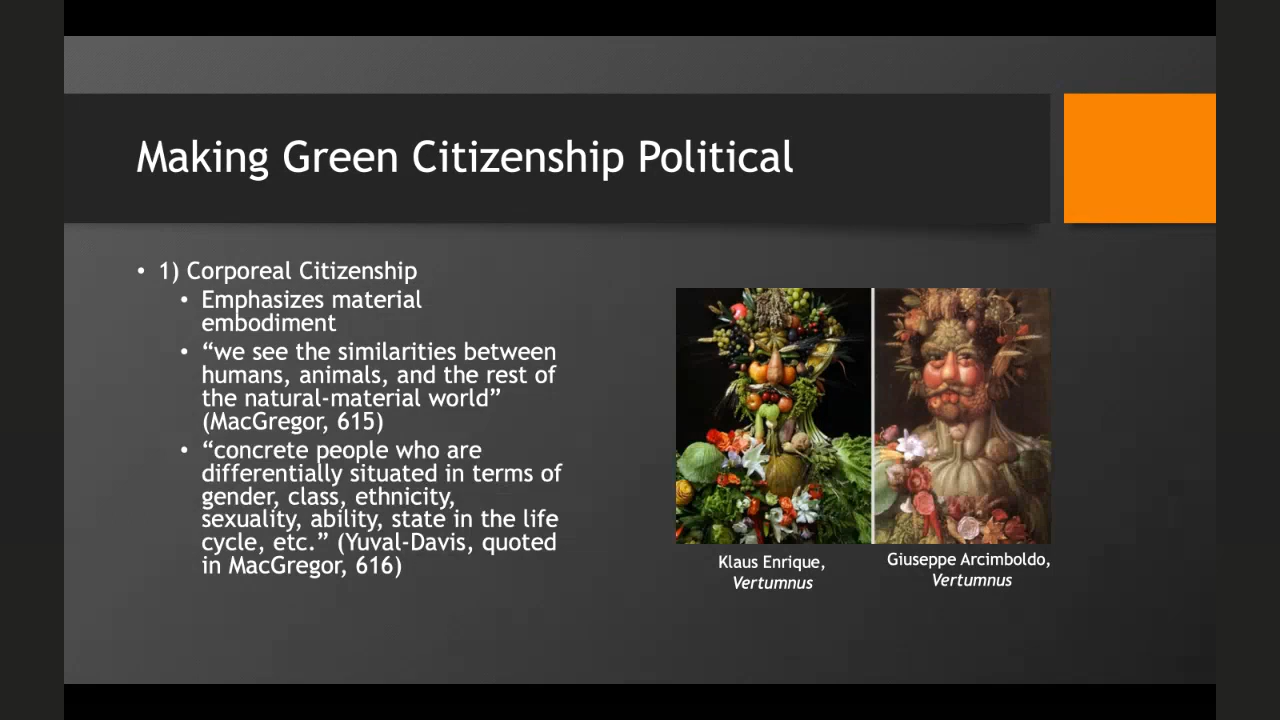 Making Green Citizenship Political
• 1) Corporeal Citizenship
• Emphasizes material
embodiment
• “we see the similarities between
humans, animals, and the rest of
the natural-material world”
(MacGregor, 615)
• “concrete people who are
differentially situated in terms of
gender, class, ethnicity,
sexuality, ability, state in the life
cycle, etc.” (Yuval-Davis, quoted
in MacGregor, 616)
Klaus Enrique,
Vertumnus
Giuseppe Arcimboldo,
Vertumnus